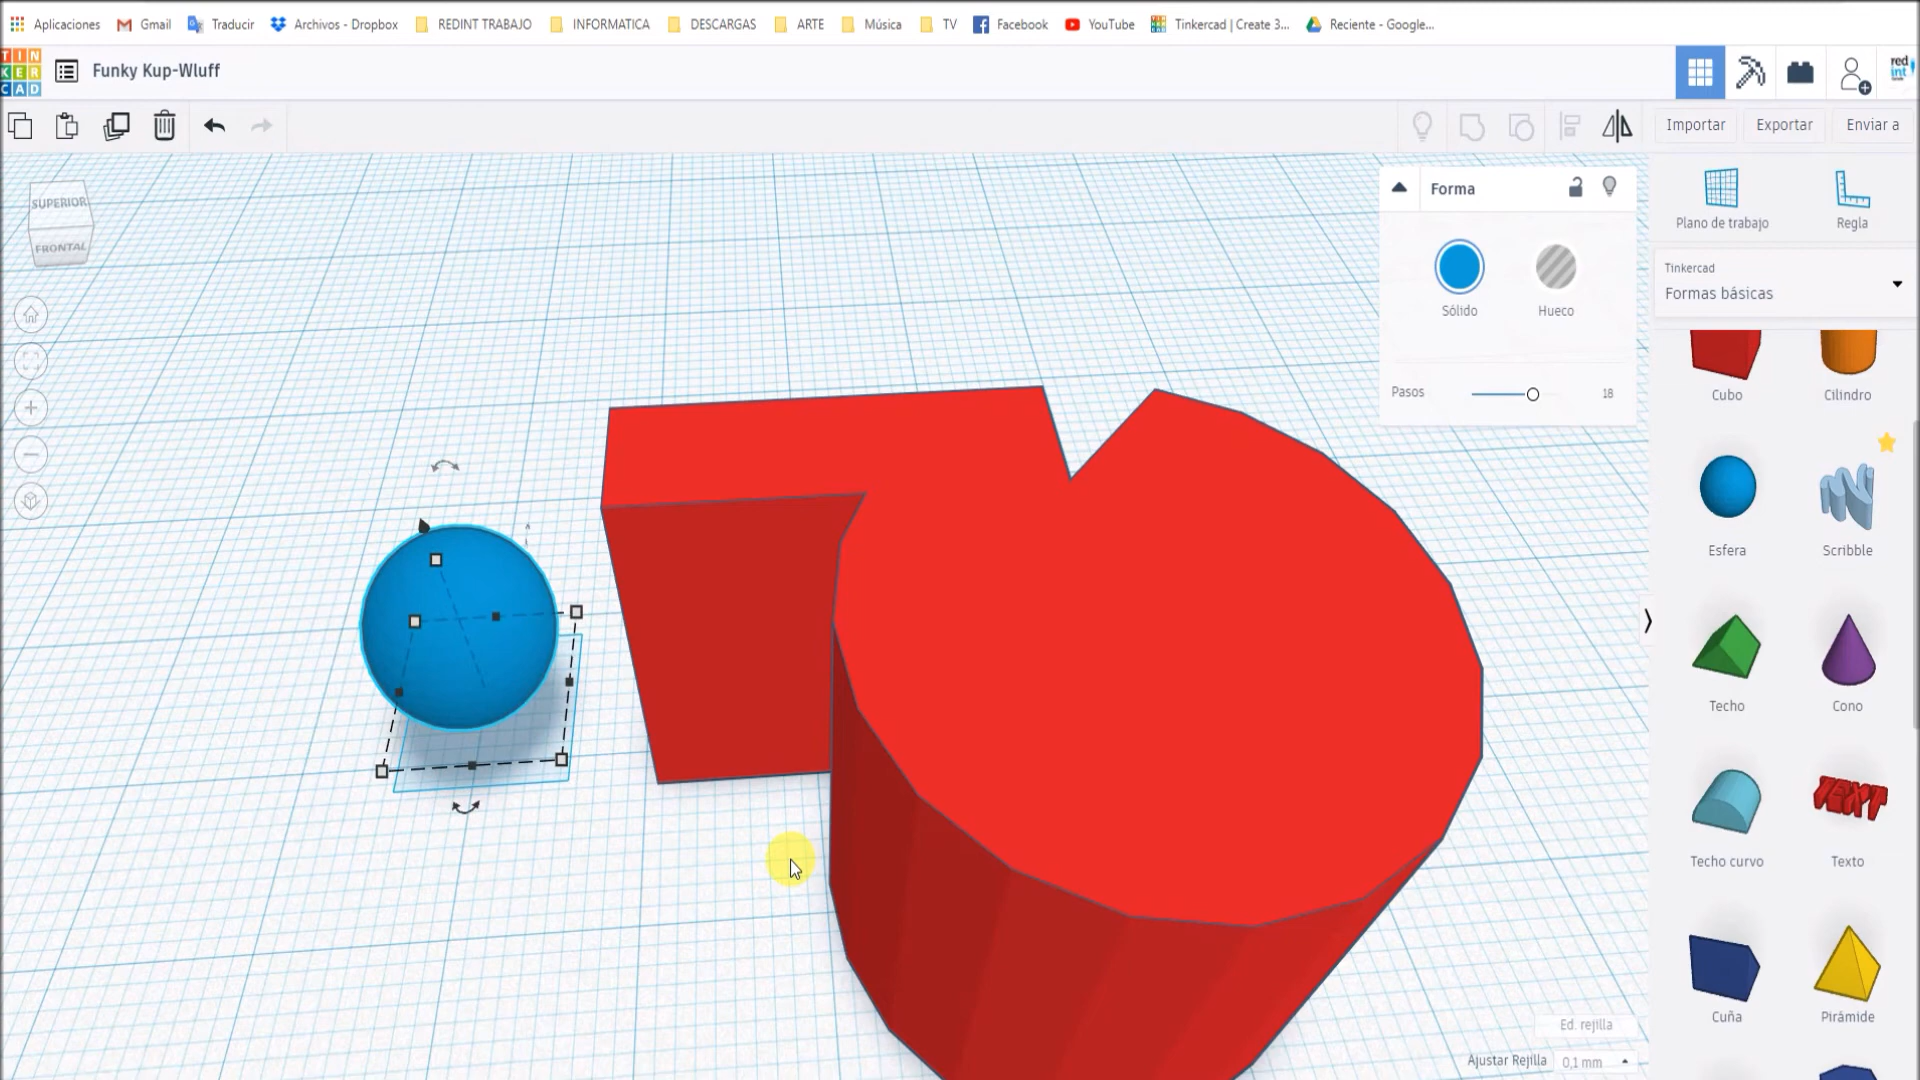 Aplicaciones Gmail Traducir Archivos - Dropbox REDINT TRABAJO INFORMATICA DESCARGAS ARTE Música TV Facebook YouTube Tinkercad | Create 3... Reciente - Google...
TIN
KER
CAD
Funky Kup-Wluff
red
int
Importar Exportar Enviar a
SUPERIOR
FRONTAL
Forma
Sólido Hueco
Pasos 18
Plano de trabajo Regla
Tinkercad
Formas básicas
Cubo Cilindro
Esfera Scribble
Techo Cono
TEXT
Techo curvo Texto
Cuña Pirámide
Ed. rejilla
Ajustar Rejilla 0,1 mm